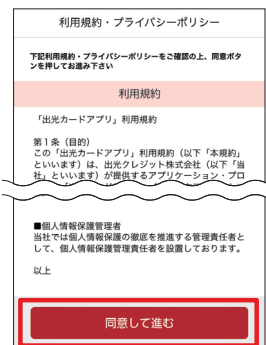 利用規約・プライバシーポリシー
下記利用規約・プライバシーポリシーをご確認の上、同意ボタ
ンを押してお進み下さい
利用規約
「出光カードアプリ」利用規約
第1条（目的）
この「出光カードアプリ」利用規約（以下「本規約」
といいます）は、出光クレジット株式会社（以下「当
社」といいます）が提供するアプリケーション・プロ
■個人情報保護管理者
当社では個人情報保護の徹底を推進する管理責任者と
して、個人情報保護管理責任者を設置しております。
以上
同意して進む